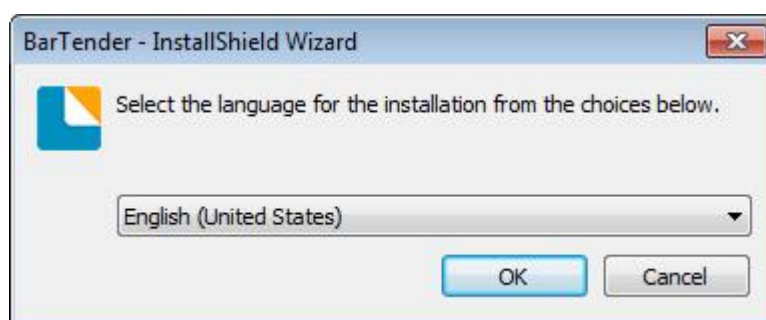 BarTender - InstallShield Wizard
Select the language for the installation from the choices below.
English (United States)
OK Cancel